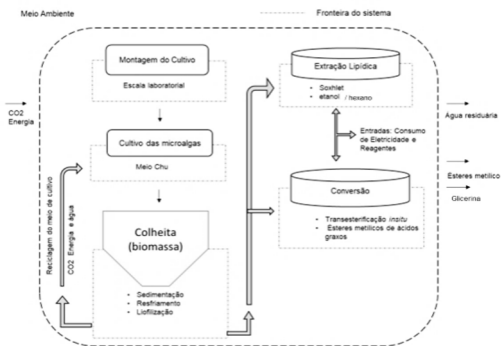 Meio Ambiente
Fronteira do sistema
Montagem do Cultivo
Escala laboratorial
Cultivo das microalgas
Meio Chu
Colheita
(biomassa)
• Sedimentação
• Resfriamento
• Liofilização
CO2
Energia
Reciclagem do meio de cultivo
CO2 Energia e água
Extração Lipídica
• Soxhlet
• etanol / hexano
Entradas: Consumo
de Eletricidade e
Reagentes
Conversão
• Transesterificação insitu
• Ésteres metílicos de ácidos
graxos
Água residuária
Ésteres metílico
Glicerina